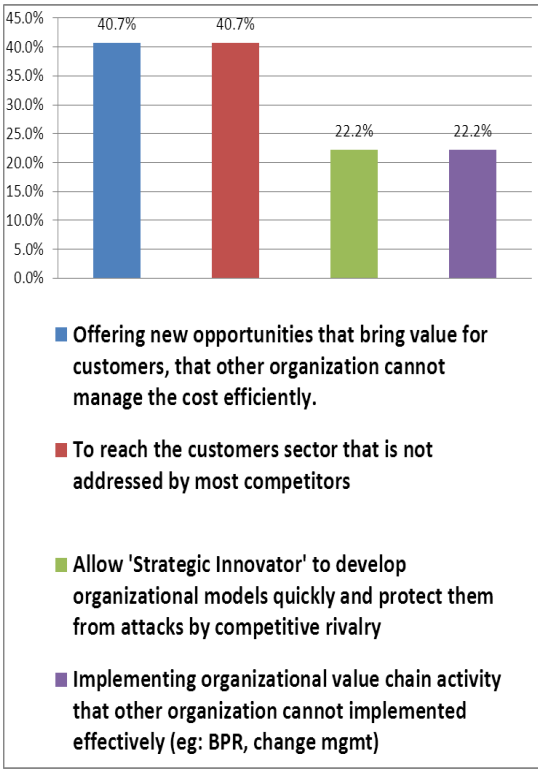 45.0%
40.0%
35.0%
30.0%
25.0%
20.0%
15.0%
10.0%
5.0%
0.0%
40.7%
40.7%
22.2%
22.2%
Offering new opportunities that bring value for
customers, that other organization cannot
manage the cost efficiently.
To reach the customers sector that is not
addressed by most competitors
Allow 'Strategic Innovator' to develop
organizational models quickly and protect them
from attacks by competitive rivalry
Implementing organizational value chain activity
that other organization cannot implemented
effectively (eg: BPR, change mgmt)